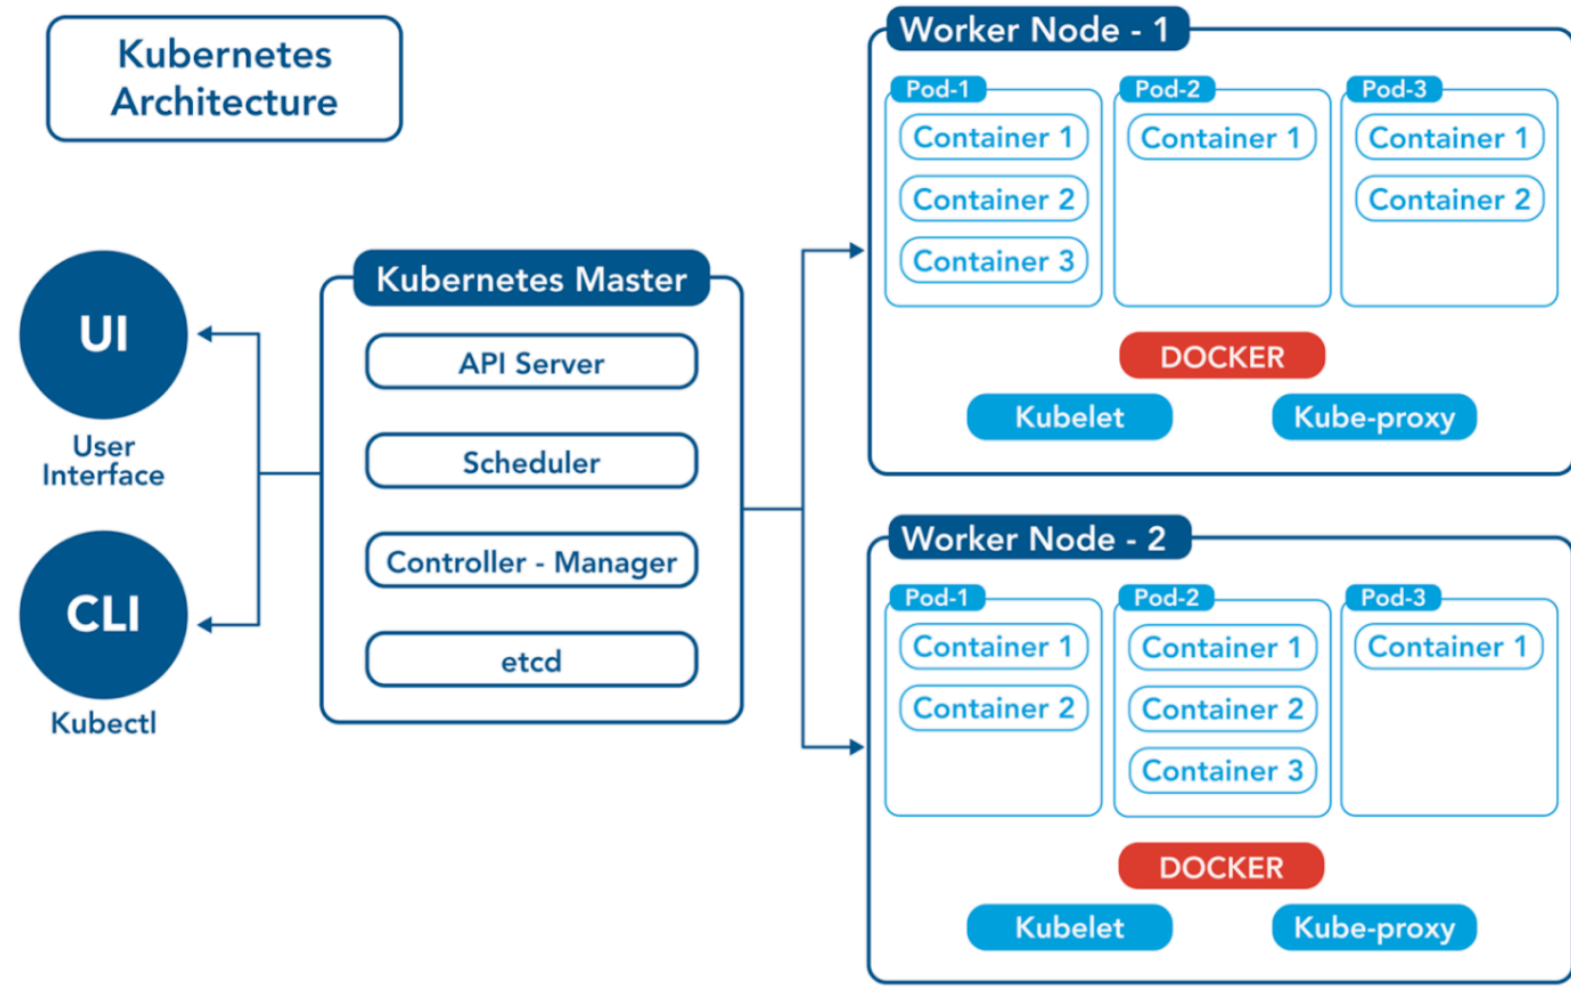 Kubernetes
Architecture
UI
User
Interface
CLI
Kubectl
Kubernetes Master
API Server
Scheduler
Controller - Manager
etcd
Worker Node - 1
Pod-1
Container 1
Container 2
Container 3
Pod-2
Container 1
Pod-3
Container 1
Container 2
DOCKER
Kubelet
Kube-proxy
Worker Node - 2
Pod-1
Container 1
Container 2
Pod-2
Container 1
Container 2
Container 3
Pod-3
Container 1
DOCKER
Kubelet
Kube-proxy